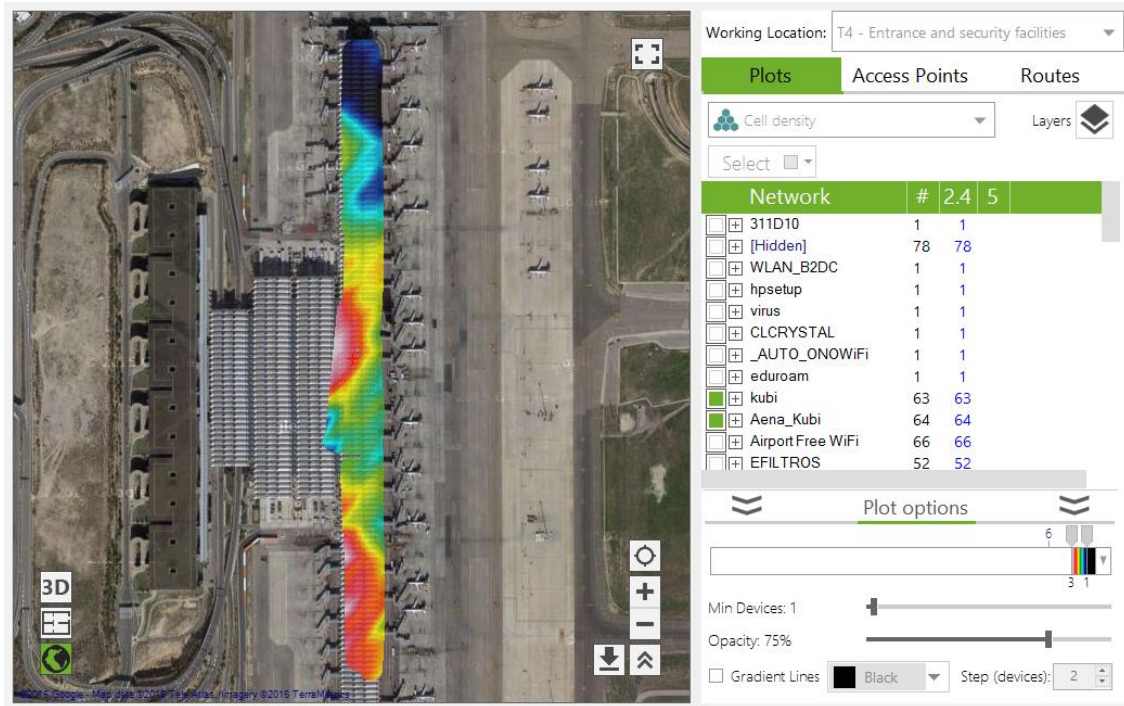 Working Location: T4 - Entrance and security facilities
Plots Access Points Routes
Cell density Layers
Select
Network # 2.4 5
311D10 1 1
[Hidden] 78 78
WLAN_B2DC 1 1
hpsetup 1 1
virus 1 1
CLCRYSTAL 1 1
_AUTO_ONOWiFi 1 1
eduroam 1 1
kubi 63 63
Aena_Kubi 64 64
Airport Free WiFi 66 66
EFILTROS 52 52
Plot options
6
3 1
Min Devices: 1
Opacity: 75%
Gradient Lines Black Step (devices): 2
3D
©2016 Google - Map data ©2016 Tele Atlas, Imagery ©2016 TerraMetrics